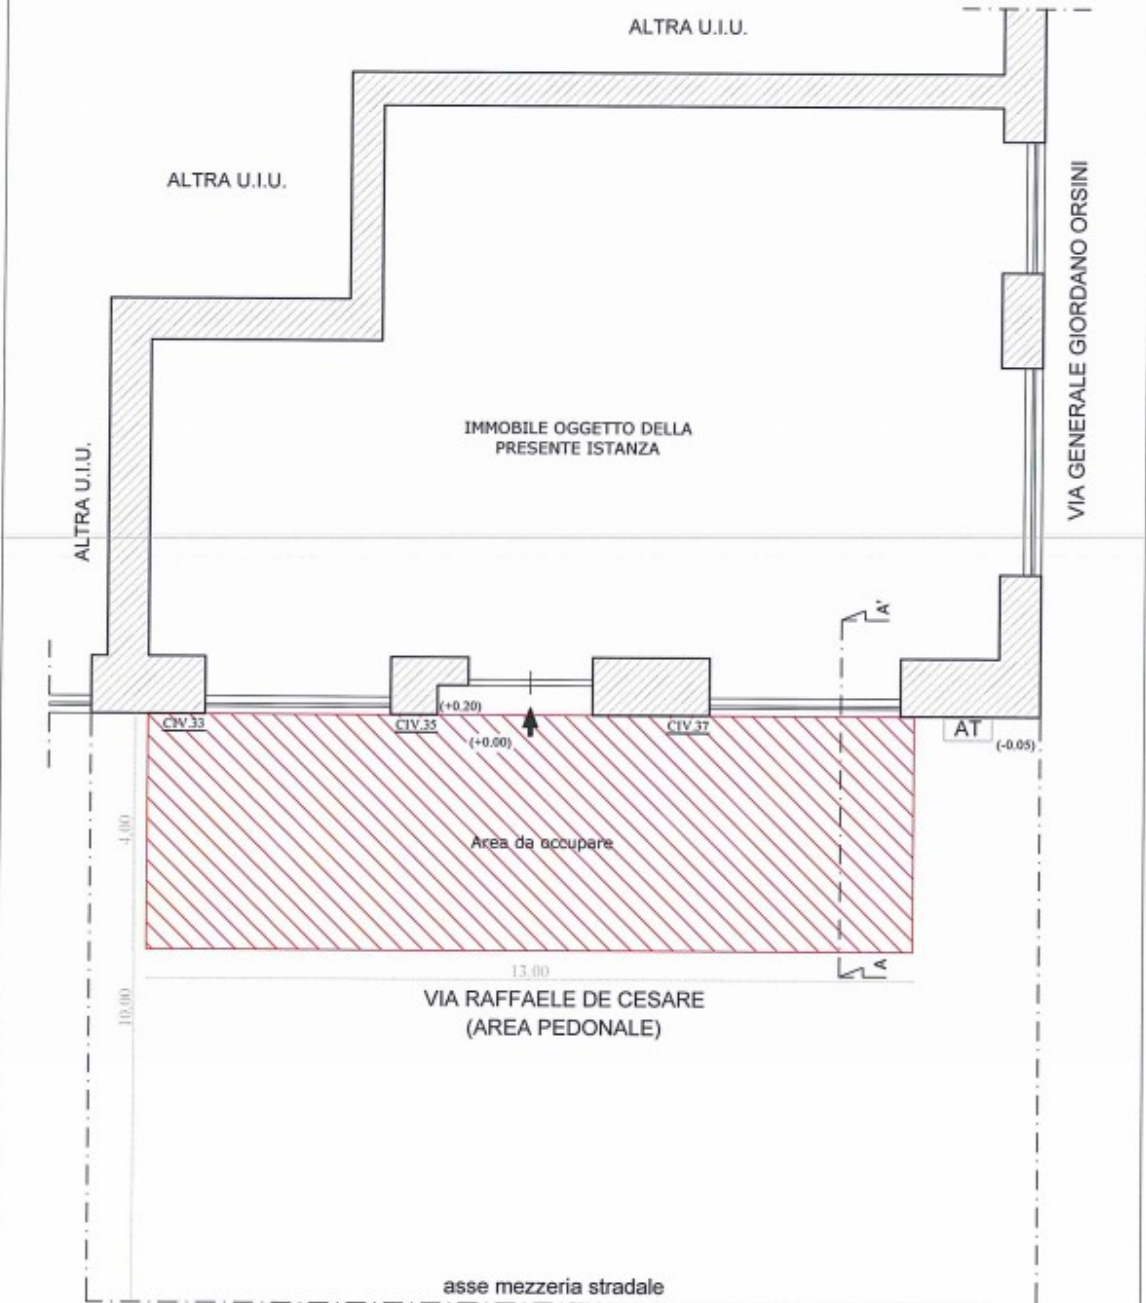 ALTRA U.I.U.
ALTRA U.I.U.
VIA GENERALE GIORDANO ORSINI
IMMOBILE OGGETTO DELLA
PRESENTE ISTANZA
ALTRA U.I.U.
A'
(+0.20)
CIV.33
CIV.35
CIV.37
AT
(+0.00)
(-0.05)
4,00
Area da occupare
A
13,00
10,00
VIA RAFFAELE DE CESARE
(AREA PEDONALE)
asse mezzeria stradale